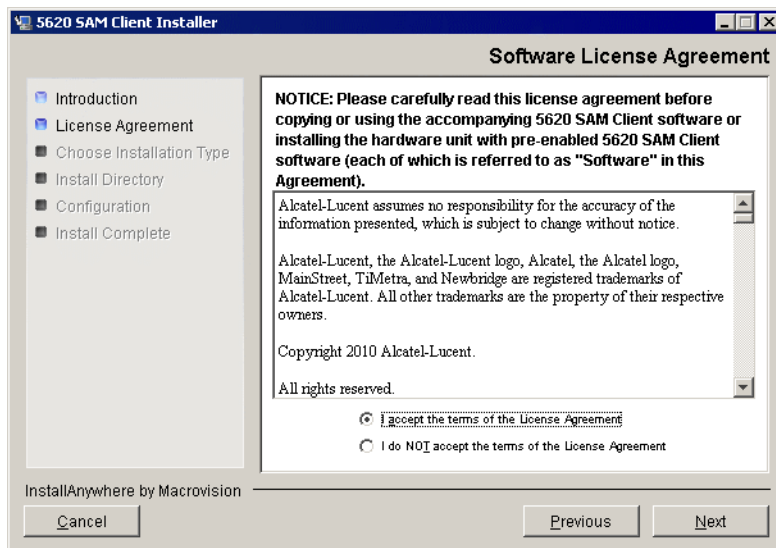 5620 SAM Client Installer
Software License Agreement
Introduction
License Agreement
Choose Installation Type
Install Directory
Configuration
Install Complete
NOTICE: Please carefully read this license agreement before
copying or using the accompanying 5620 SAM Client software or
installing the hardware unit with pre-enabled 5620 SAM Client
software (each of which is referred to as "Software" in this
Agreement).
Alcatel-Lucent assumes no responsibility for the accuracy of the
information presented, which is subject to change without notice.
Alcatel-Lucent, the Alcatel-Lucent logo, Alcatel, the Alcatel logo,
MainStreet, TiMetra, and Newbridge are registered trademarks of
Alcatel-Lucent. All other trademarks are the property of their respective
owners.
Copyright 2010 Alcatel-Lucent.
All rights reserved.
I accept the terms of the License Agreement
I do NOT accept the terms of the License Agreement
InstallAnywhere by Macrovision
Cancel
Previous
Next